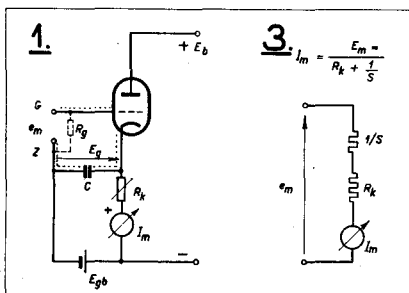 1.
+ Eb
G
em
Rg
Z
Eg
C
Rk
+
Im
Egb
−
3.
Im = Em = / Rk + 1/S
1/S
em
Rk
Im